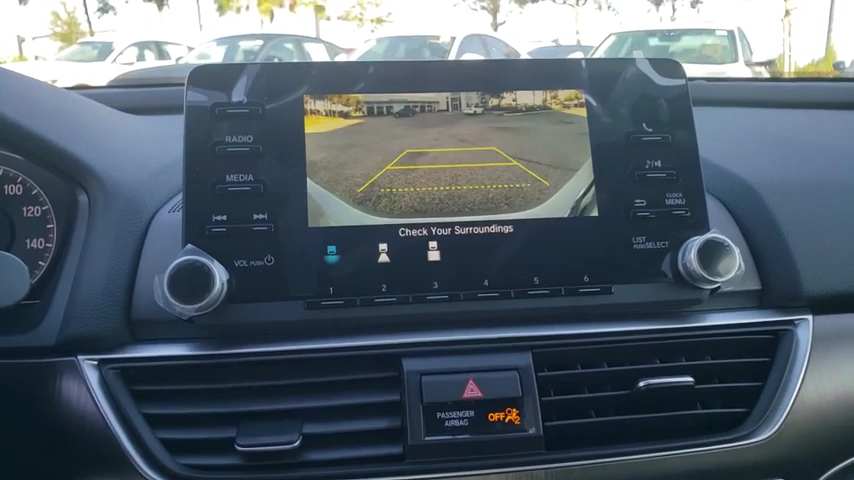 RADIO
MEDIA
VOL PUSH
Check Your Surroundings
CLOCK
MENU
LIST
PUSH SELECT
1 2 3 4 5 6
100
120
140
PASSENGER
AIRBAG
OFF
2